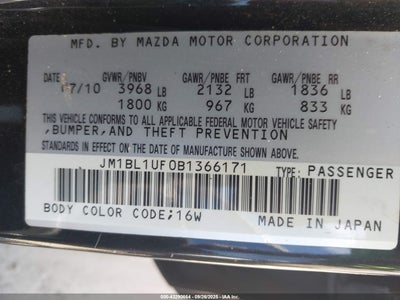 MFD. BY MAZDA MOTOR CORPORATION
DATE GVWR/PNBV GAWR/PNBE FRT GAWR/PNBE RR
07/10 3968 LB 2132 LB 1836 LB
1800 KG 967 KG 833 KG
THIS VEHICLE CONFORMS TO ALL APPLICABLE FEDERAL MOTOR VEHICLE SAFETY
,BUMPER,AND THEFT PREVENTION
STANDARDS IN EFFECT ON THE DATE OF MANUFACTURE SHOWN ABOVE.
JM1BL1UF0B1366171 TYPE: PASSENGER
BODY COLOR CODE;16W MADE IN JAPAN